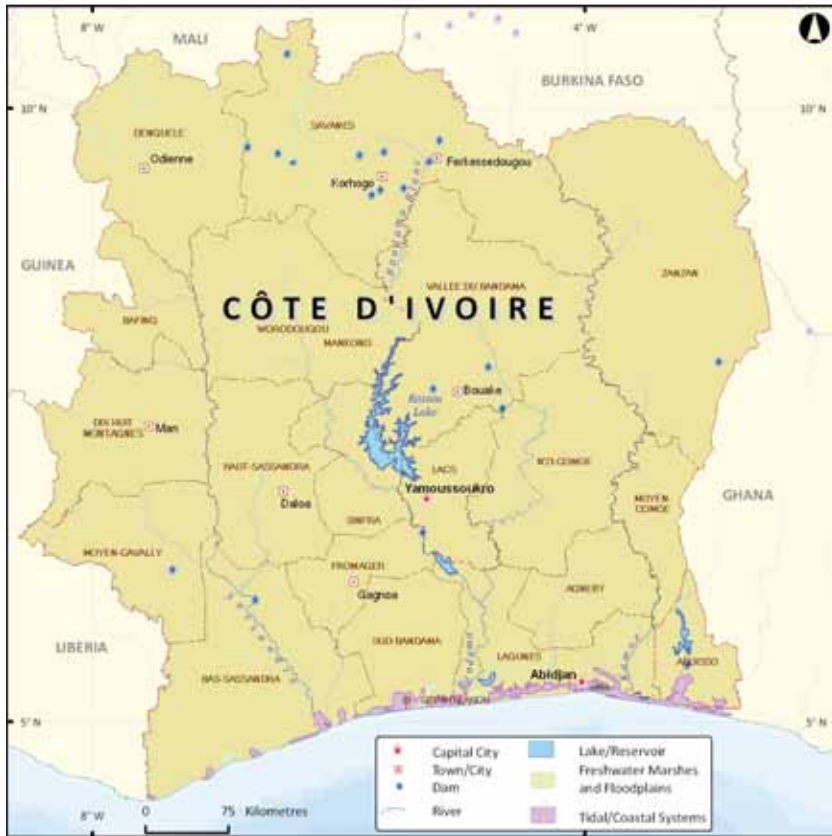 8° W
4° W
MALI
BURKINA FASO
10° N
10° N
DENGUELE
SAVANES
Odienne
Ferkessedougou
Korhogo
GUINEA
VALLEE DU BANDAMA
ZANZAN
CÔTE D'IVOIRE
BAFING
WORODOUGOU
MANKONO
Bouake
Kossou
Lake
DIX HUIT
MONTAGNES
Man
HAUT-SASSANDRA
LACS
N'ZI-COMOE
Yamoussoukro
Daloa
MOYEN-
COMOE
GHANA
SINFRA
MOYEN-CAVALLY
FROMAGER
Gagnoa
AGNEBY
LIBERIA
SUD-BANDAMA
LAGUNES
BAS-SASSANDRA
Abidjan
5° N
5° N
Capital City
Town/City
Dam
River
Lake/Reservoir
Freshwater Marshes
and Floodplains
Tidal/Coastal Systems
8° W
0 75 Kilometres